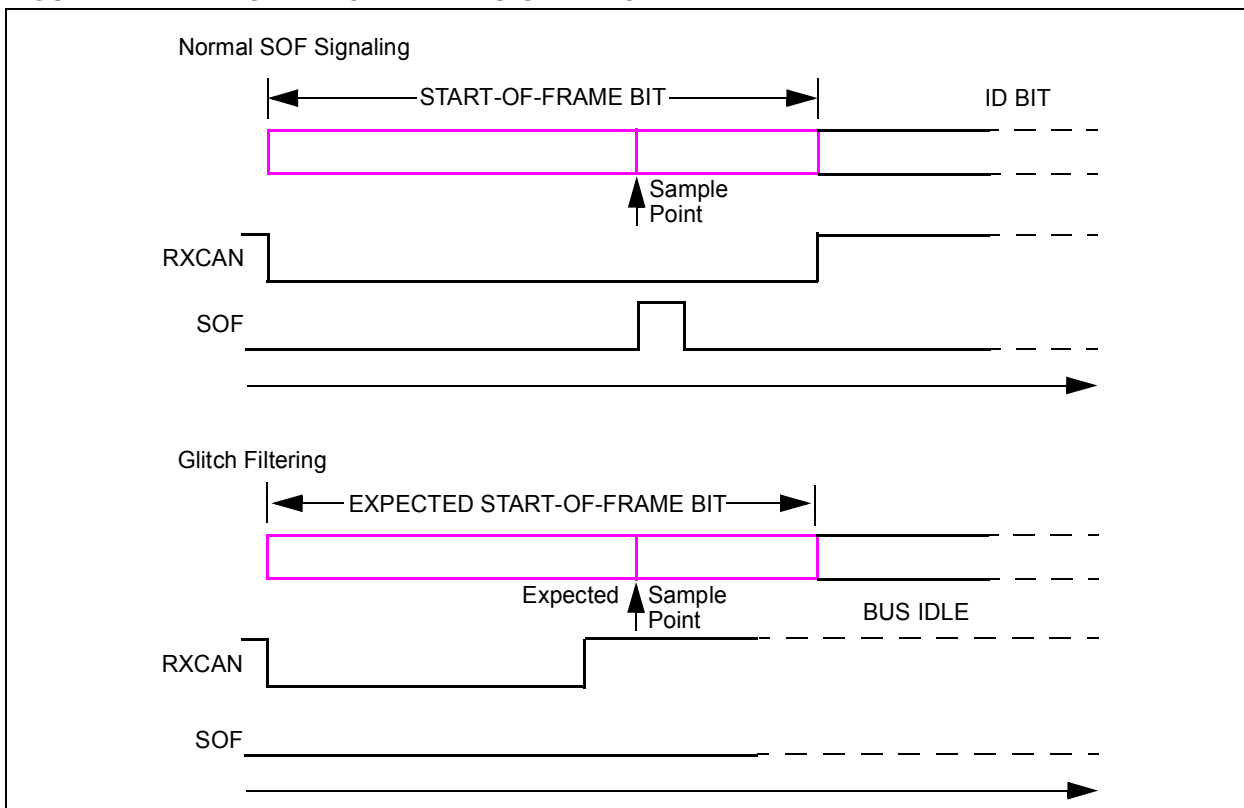 Normal SOF Signaling
START-OF-FRAME BIT
ID BIT
Sample
Point
RXCAN
SOF
Glitch Filtering
EXPECTED START-OF-FRAME BIT
Expected Sample
Point
BUS IDLE
RXCAN
SOF